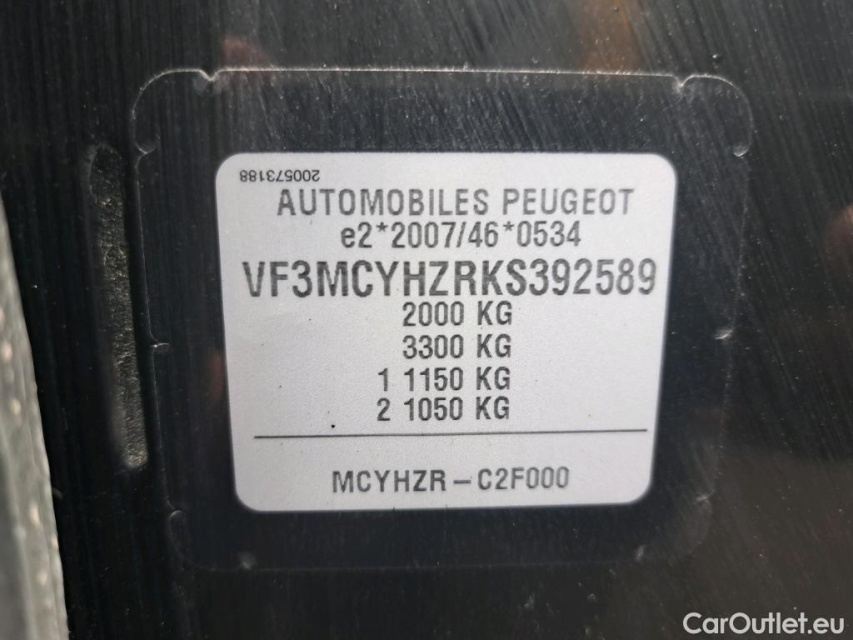 200573188
AUTOMOBILES PEUGEOT
e2*2007/46*0534
VF3MCYHZRKS392589
2000 KG
3300 KG
1 1150 KG
2 1050 KG
MCYHZR – C2F000
CarOutlet.eu